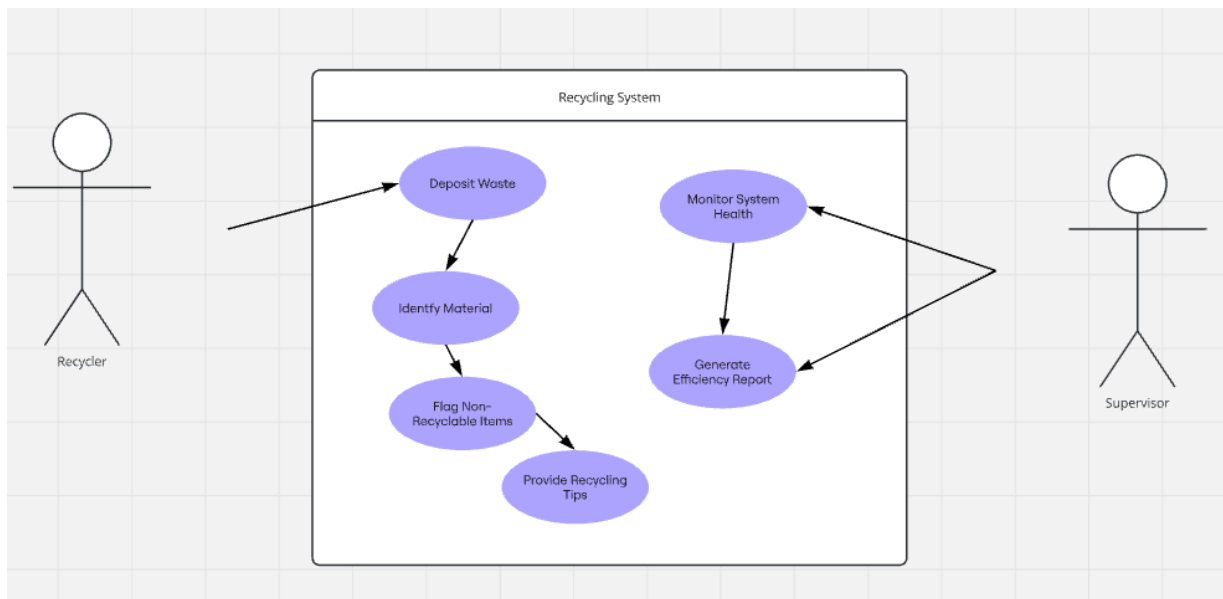 Recycling System
Deposit Waste
Monitor System
Health
Identfy Material
Generate
Efficiency Report
Flag Non-
Recyclable Items
Provide Recycling
Tips
Recycler
Supervisor